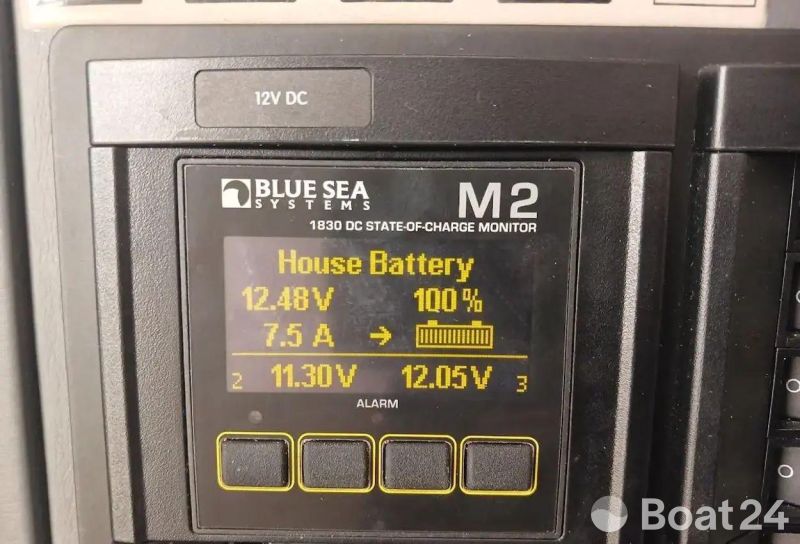 12V DC
BLUE SEA
SYSTEMS
M2
1830 DC STATE-OF-CHARGE MONITOR
House Battery
12.48V 100%
7.5 A →
2 11.30V 12.05V 3
ALARM
O
O
O
Boat24